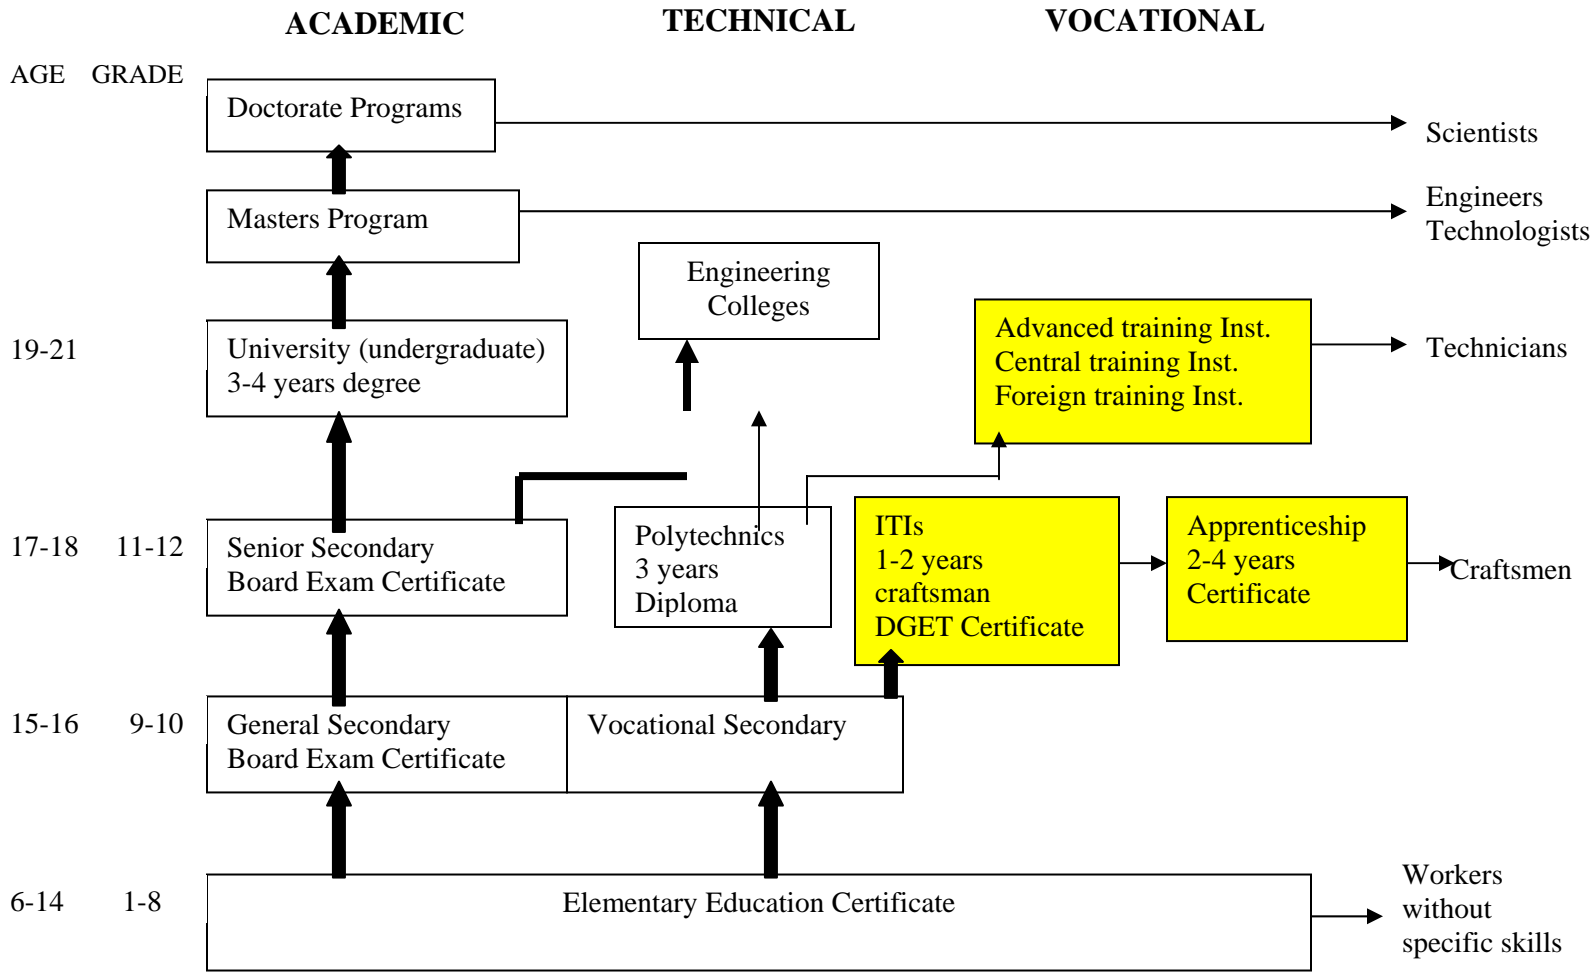 ACADEMIC TECHNICAL VOCATIONAL
AGE GRADE
Doctorate Programs
Scientists
Masters Program
Engineers
Technologists
Engineering
Colleges
19-21
University (undergraduate)
3-4 years degree
Advanced training Inst.
Central training Inst.
Foreign training Inst.
Technicians
17-18 11-12
Senior Secondary
Board Exam Certificate
Polytechnics
3 years
Diploma
ITIs
1-2 years
craftsman
DGET Certificate
Apprenticeship
2-4 years
Certificate
Craftsmen
15-16 9-10
General Secondary
Board Exam Certificate
Vocational Secondary
6-14 1-8
Elementary Education Certificate
Workers
without
specific skills